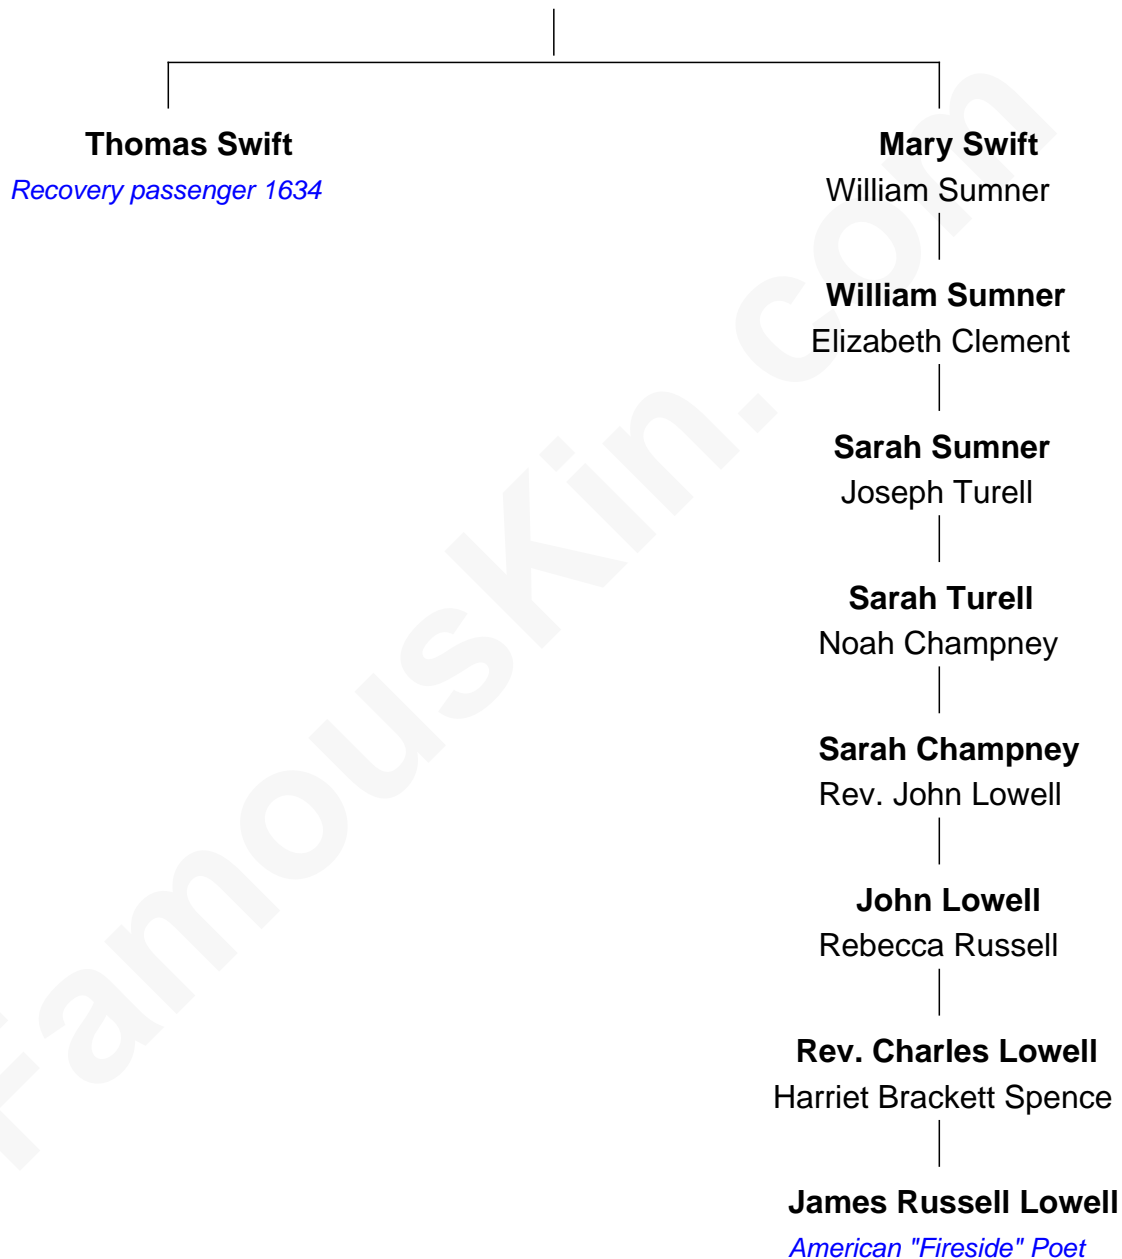 Thomas Swift
Recovery passenger 1634
Mary Swift
William Sumner
William Sumner
Elizabeth Clement
Sarah Sumner
Joseph Turell
Sarah Turell
Noah Champney
Sarah Champney
Rev. John Lowell
John Lowell
Rebecca Russell
Rev. Charles Lowell
Harriet Brackett Spence
James Russell Lowell
American "Fireside" Poet
FamousKin.com